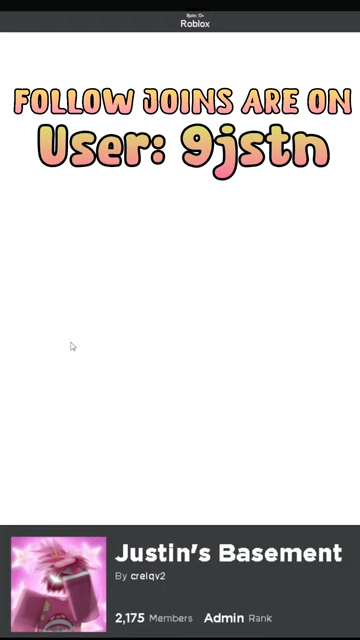 Roblox
FOLLOW JOINS ARE ON
User: 9jstn
Justin's Basement
By crelqv2
2,175 Members Admin Rank